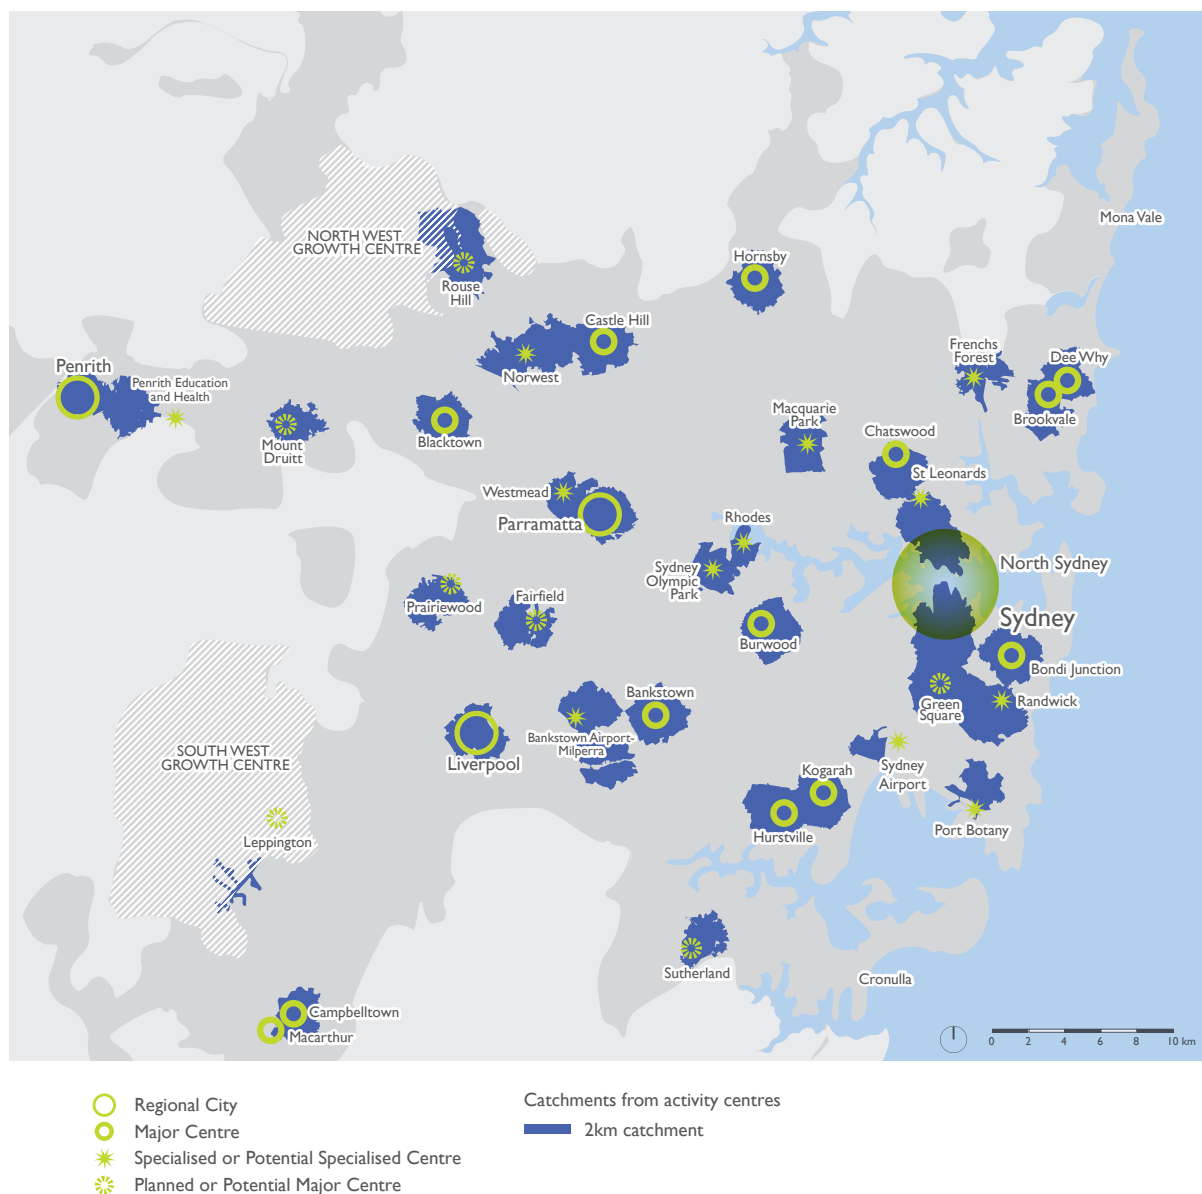 Mona Vale
NORTH WEST
GROWTH CENTRE
Hornsby
Rouse
Hill
Castle Hill
Norwest
Frenchs
Forest
Dee Why
Brookvale
Penrith
Penrith Education
and Health
Mount
Druitt
Blacktown
Macquarie
Park
Chatswood
St Leonards
Westmead
Parramatta
Rhodes
Sydney
Olympic
Park
North Sydney
Prairiewood
Fairfield
Burwood
Sydney
Bondi Junction
Bankstown
Green
Square
Randwick
Bankstown Airport-
Milperra
Liverpool
SOUTH WEST
GROWTH CENTRE
Sydney
Airport
Kogarah
Hurstville
Port Botany
Leppington
Sutherland
Cronulla
Campbelltown
Macarthur
0 2 4 6 8 10 km
Regional City
Major Centre
Specialised or Potential Specialised Centre
Planned or Potential Major Centre
Catchments from activity centres
2km catchment